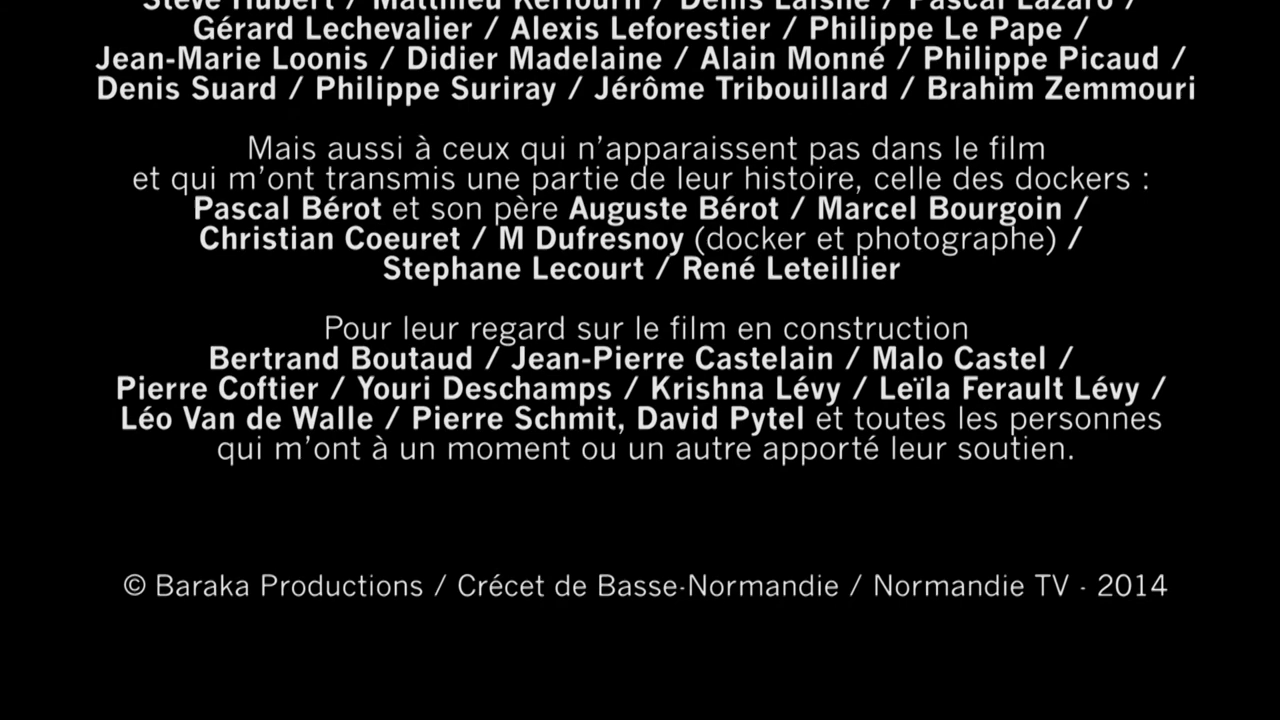 Steve Hubert / Matthieu Kerfourn / Denis Laisné / Pascal Lazaro /
Gérard Lechevalier / Alexis Leforestier / Philippe Le Pape /
Jean-Marie Loonis / Didier Madelaine / Alain Monné / Philippe Picaud /
Denis Suard / Philippe Suriray / Jérôme Tribouillard / Brahim Zemmouri
Mais aussi à ceux qui n’apparaissent pas dans le film
et qui m’ont transmis une partie de leur histoire, celle des dockers :
Pascal Bérot et son père Auguste Bérot / Marcel Bourgoin /
Christian Coeuret / M Dufresnoy (docker et photographe) /
Stephane Lecourt / René Leteillier
Pour leur regard sur le film en construction
Bertrand Boutaud / Jean-Pierre Castelain / Malo Castel /
Pierre Coftier / Youri Deschamps / Krishna Lévy / Leïla Ferault Lévy /
Léo Van de Walle / Pierre Schmit, David Pytel et toutes les personnes
qui m’ont à un moment ou un autre apporté leur soutien.
© Baraka Productions / Crécet de Basse-Normandie / Normandie TV - 2014